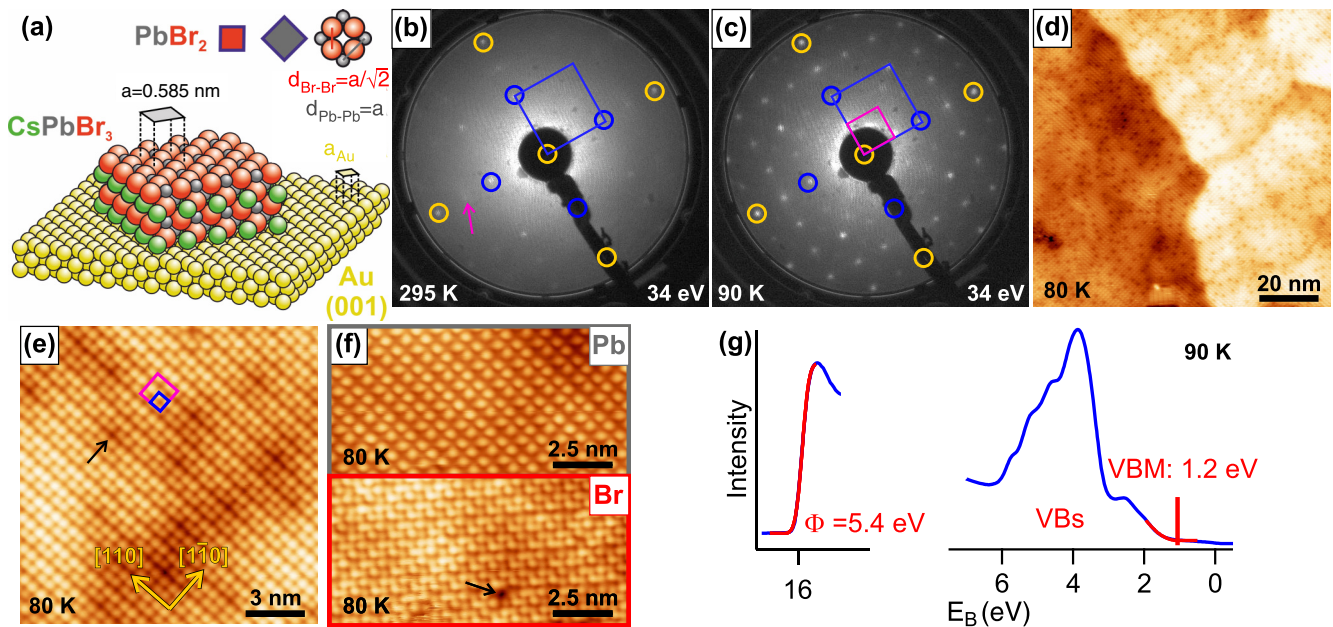 (a)
PbBr2
dBr-Br=a/√2
a=0.585 nm
dPb-Pb=a
CsPbBr3
aAu
Au
(001)
(b)
295 K
34 eV
(c)
90 K
34 eV
(d)
80 K
20 nm
(e)
[110]
[11̅0]
80 K
3 nm
(f)
Pb
80 K
2.5 nm
Br
80 K
2.5 nm
(g)
90 K
Intensity
VBM: 1.2 eV
Φ =5.4 eV
VBs
16
6
4
2
0
EB (eV)